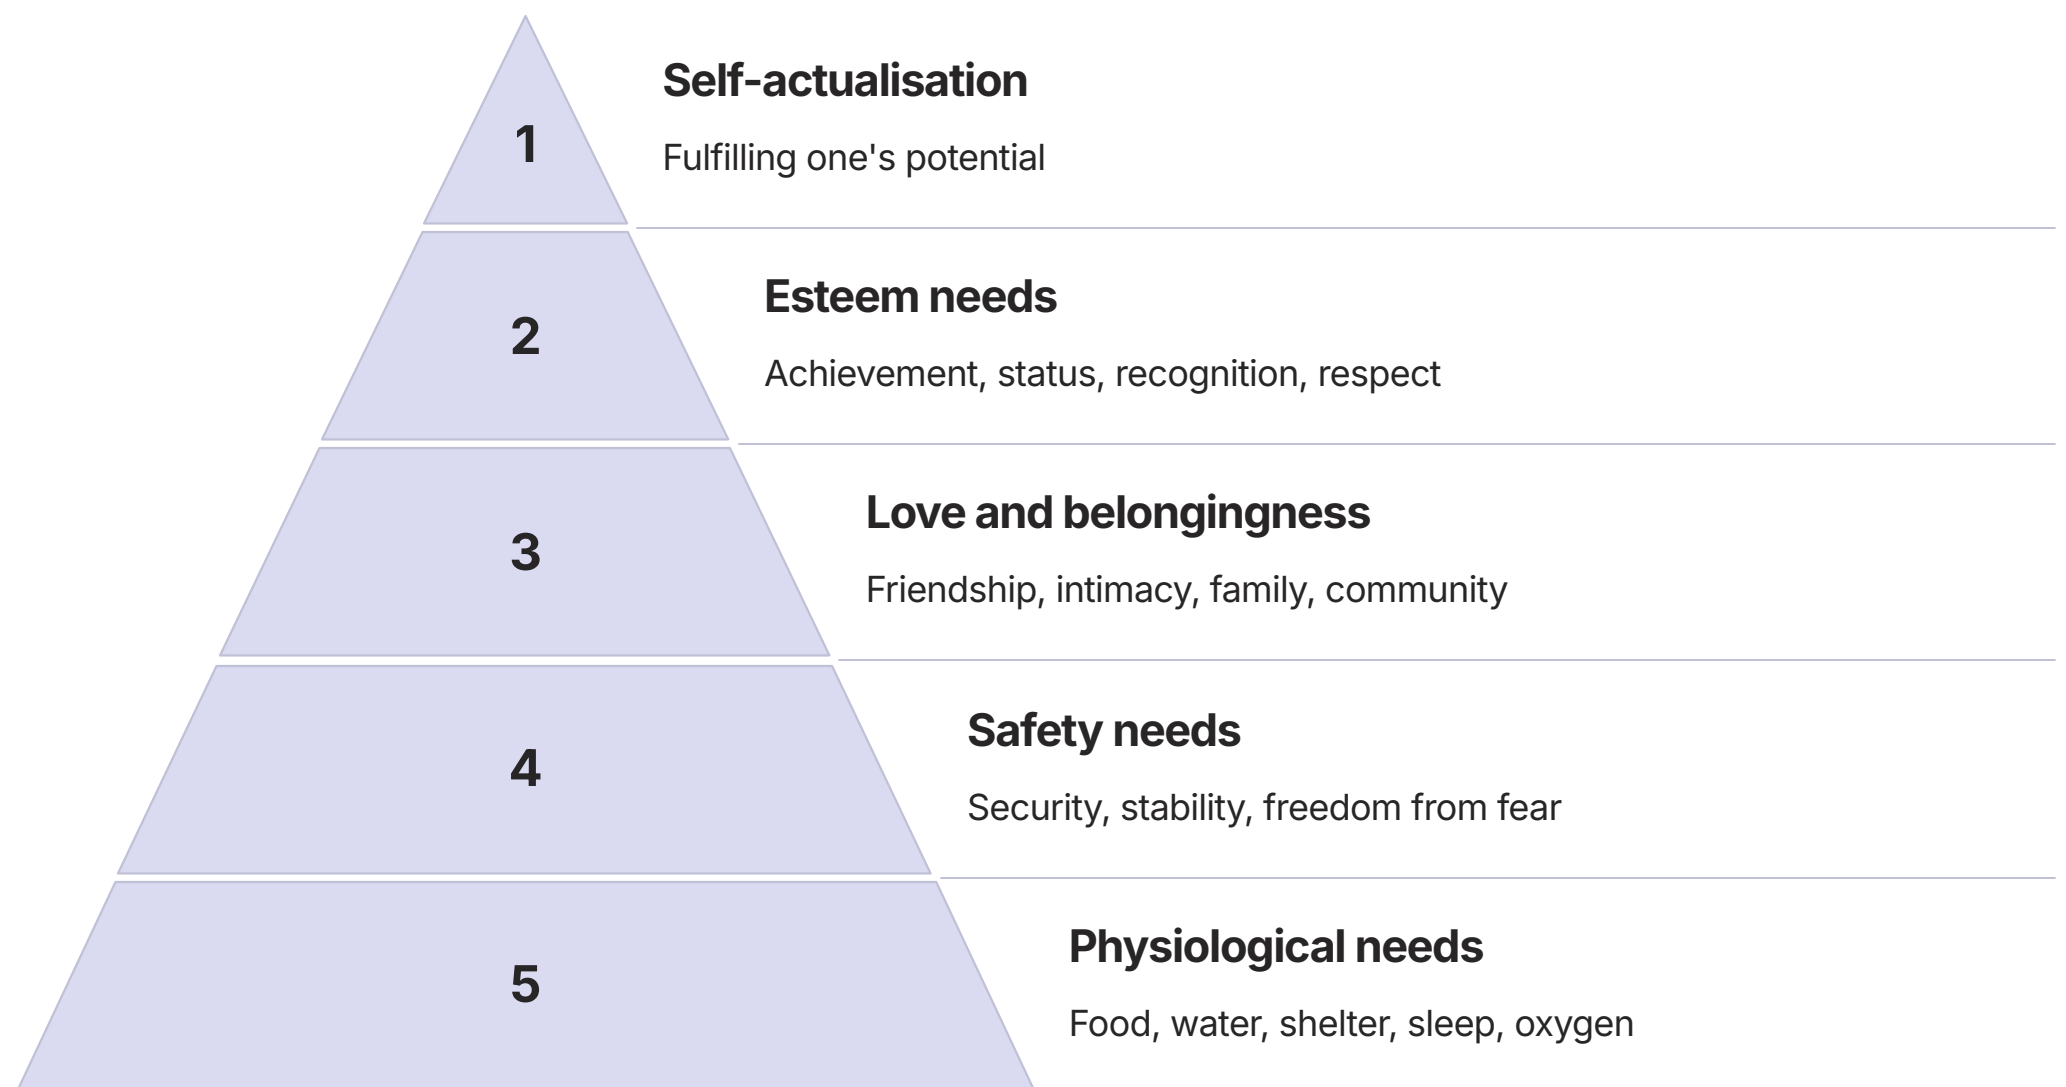 1
Self-actualisation
Fulfilling one's potential
2
Esteem needs
Achievement, status, recognition, respect
3
Love and belongingness
Friendship, intimacy, family, community
4
Safety needs
Security, stability, freedom from fear
5
Physiological needs
Food, water, shelter, sleep, oxygen